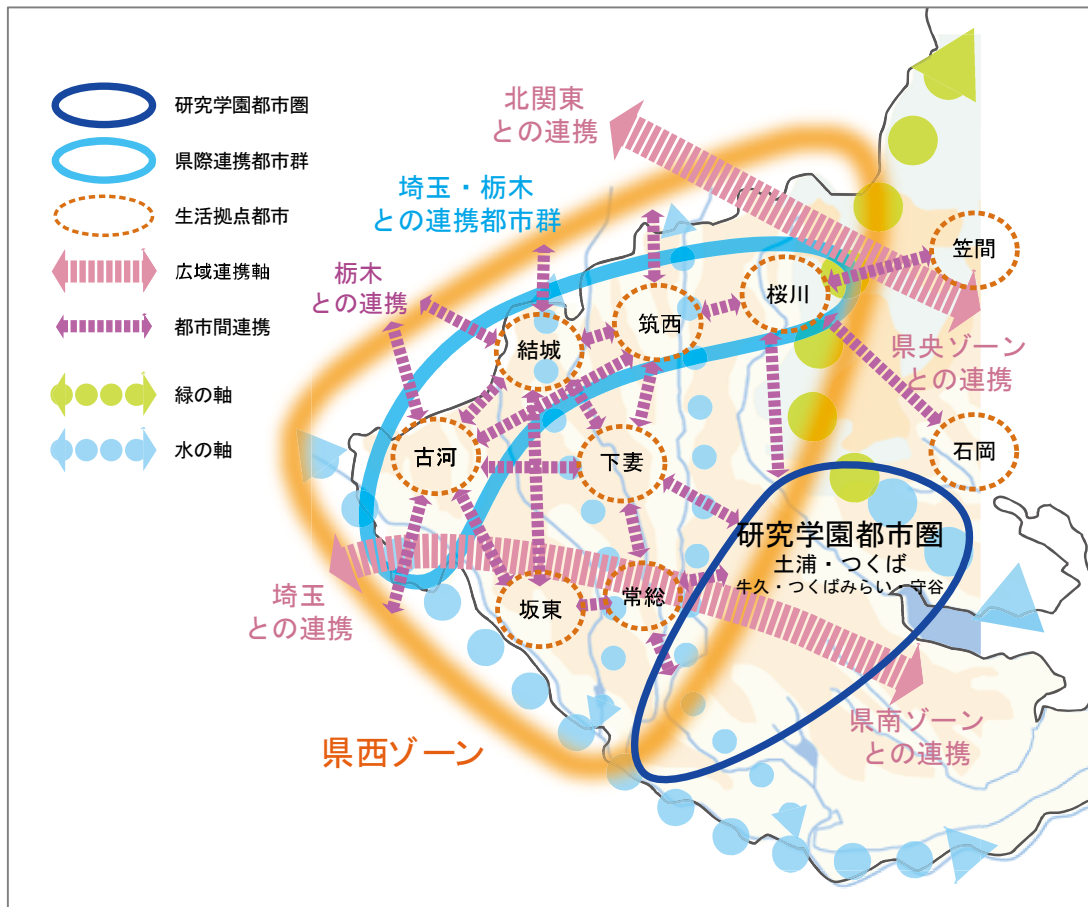 研究学園都市圏
県際連携都市群
生活拠点都市
広域連携軸
都市間連携
緑の軸
水の軸
北関東
との連携
埼玉・栃木
との連携都市群
栃木
との連携
笠間
桜川
筑西
結城
県央ゾーン
との連携
古河
下妻
石岡
研究学園都市圏
土浦・つくば
牛久・つくばみらい・守谷
埼玉
との連携
坂東
常総
県南ゾーン
との連携
県西ゾーン